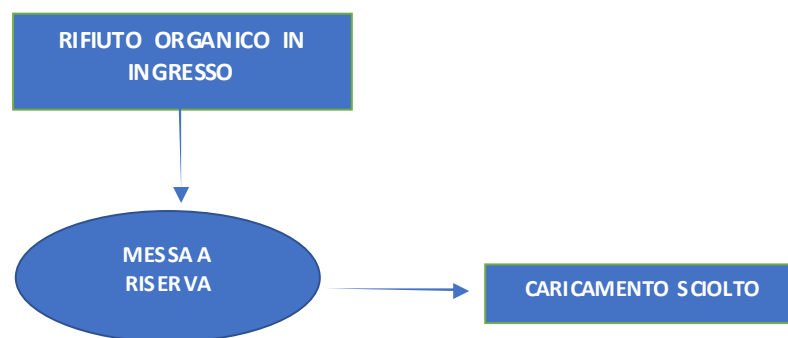 RIFIUTO ORGANICO IN
INGRESSO
MESSA A
RISERVA
CARICAMENTO SCIOLTO